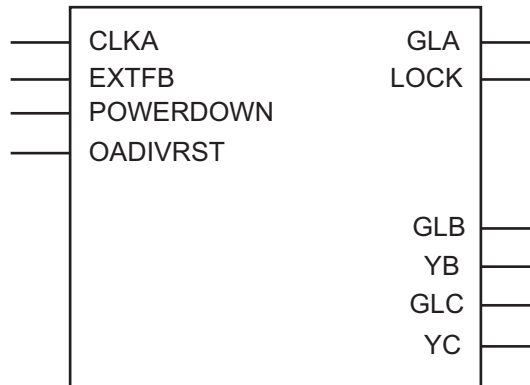 CLKA
GLA
EXTFB
LOCK
POWERDOWN
OADIVRST
GLB
YB
GLC
YC